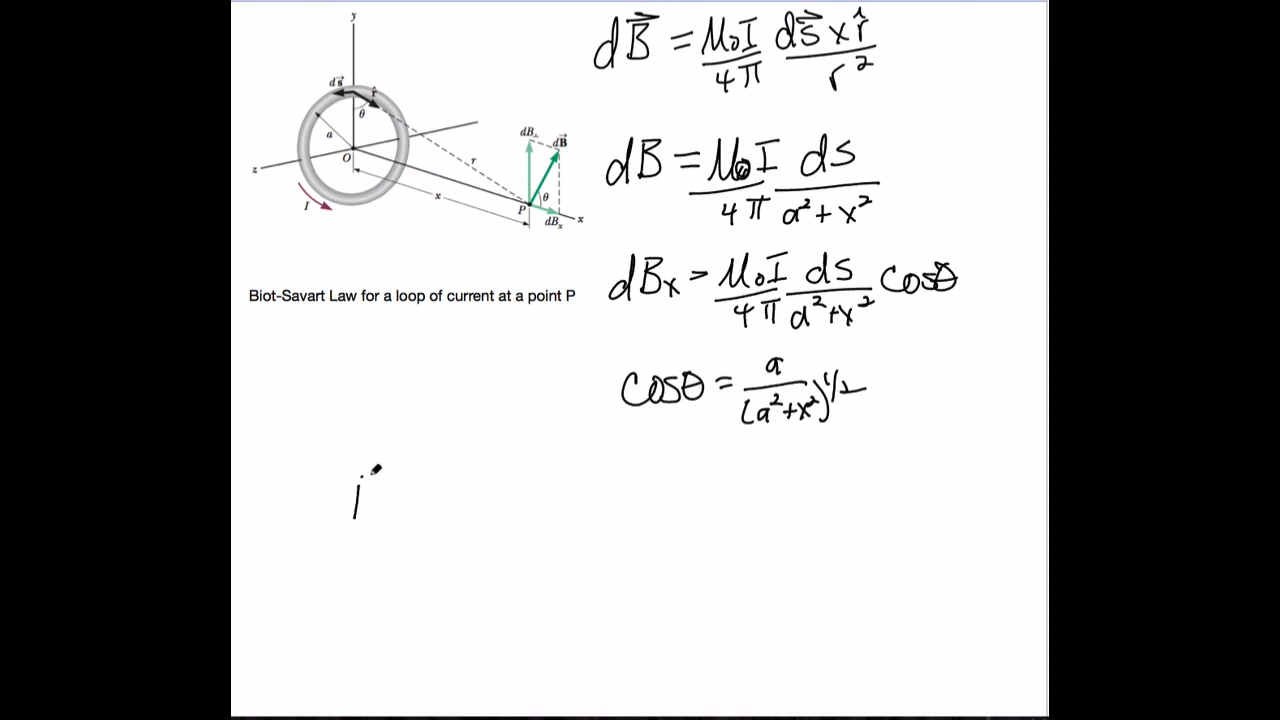 y
ds⃗
r̂
θ
a
O
z
I
r
x
dB⊥
dB⃗
θ
P
dBx
x
Biot-Savart Law for a loop of current at a point P
dB⃗ = μ₀I/4π ds⃗ x r̂/r²
dB = μ₀I/4π ds/a²+x²
dBx = μ₀I/4π ds/a²+x² cosθ
cosθ = a/(a²+x²)^1/2